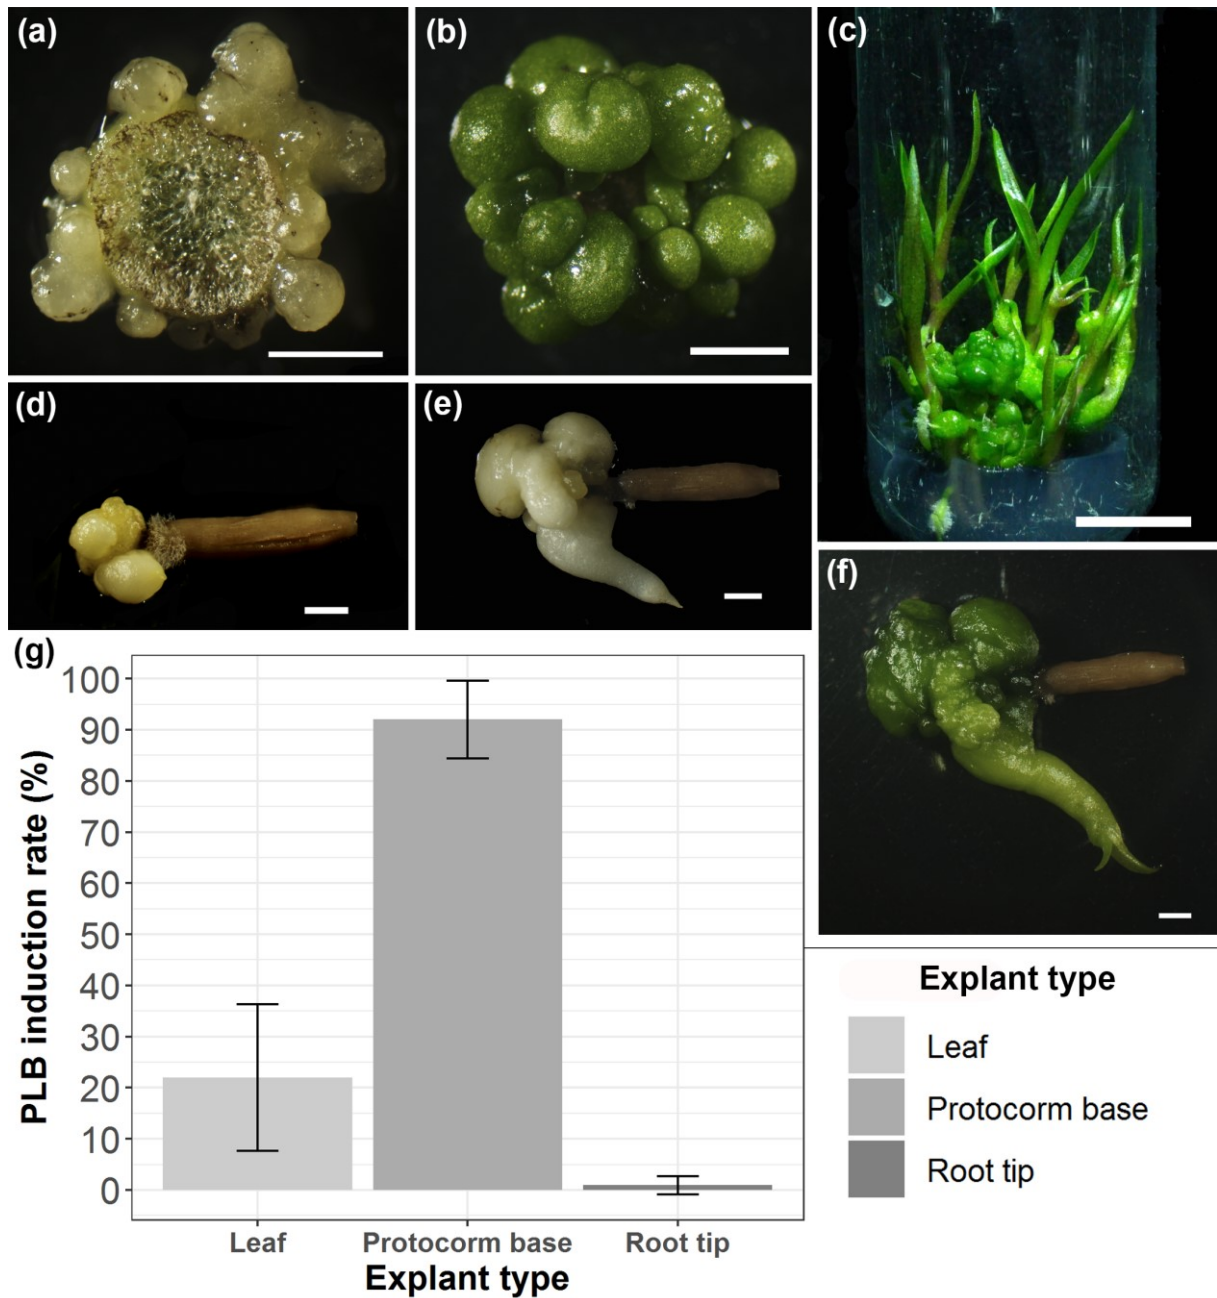 (a)
(b)
(c)
(d)
(e)
(f)
(g)
100
90
80
70
60
50
40
30
20
10
0
PLB induction rate (%)
Leaf
Protocorm base
Root tip
Explant type
Explant type
Leaf
Protocorm base
Root tip